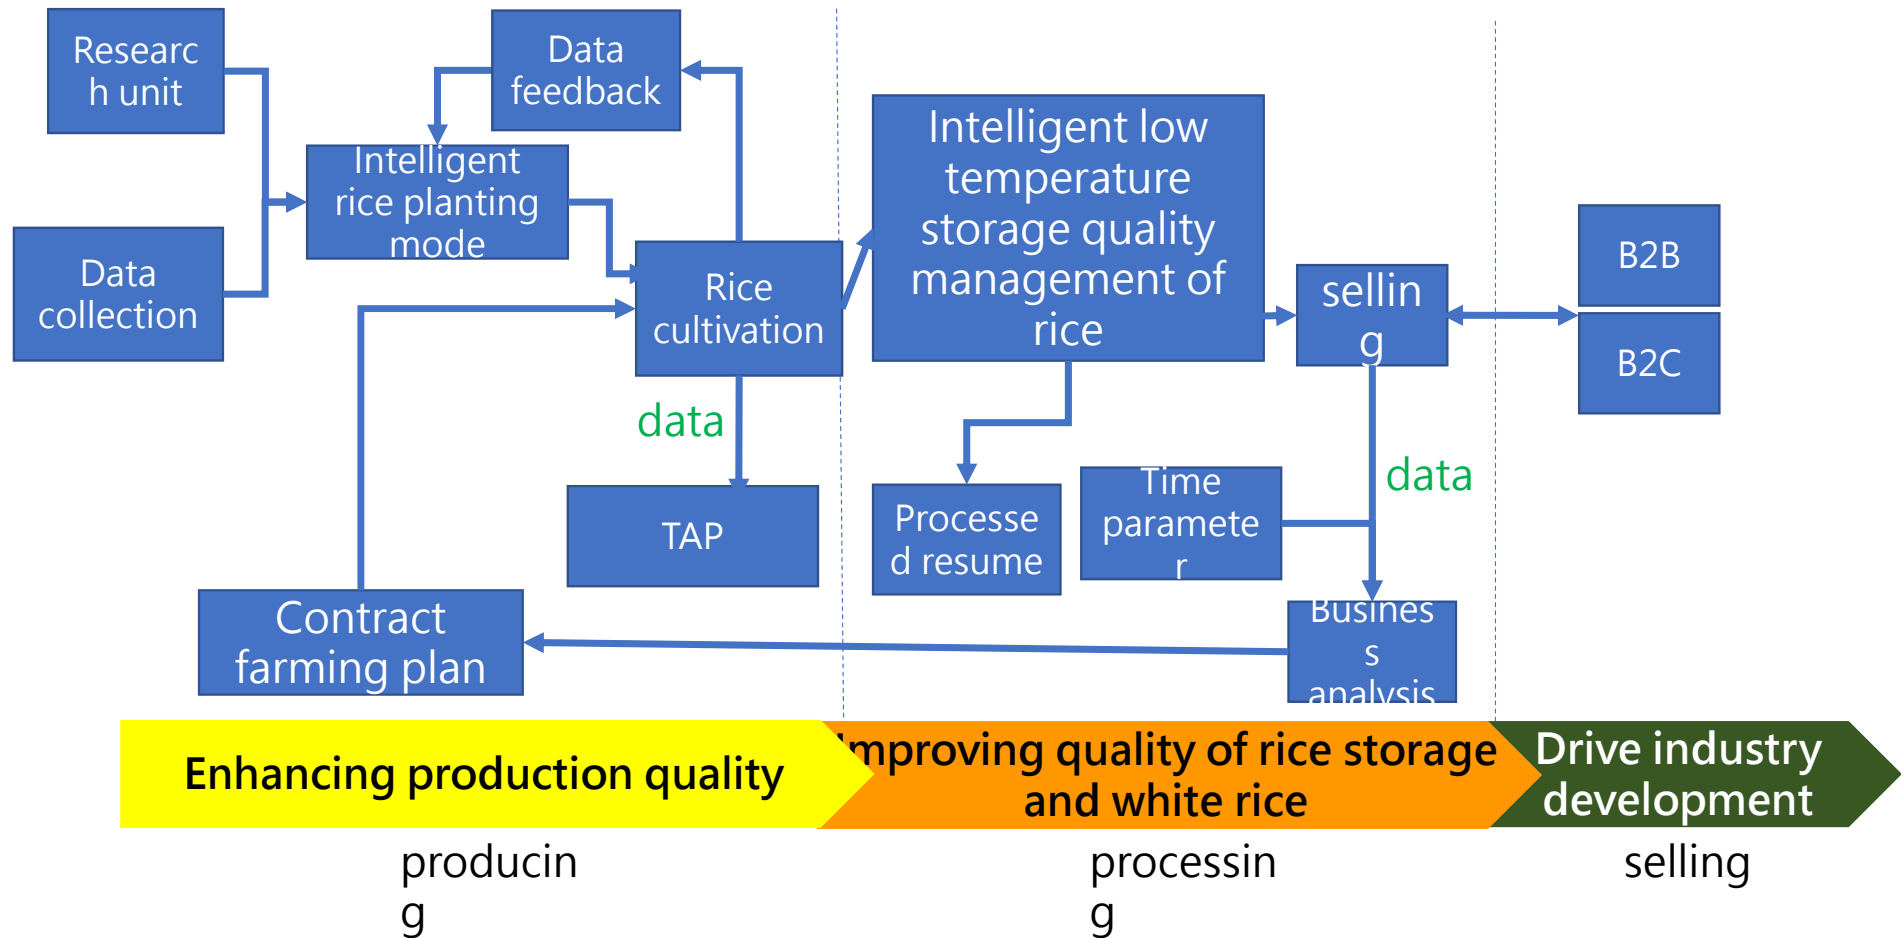 Researc
h unit
Data
feedback
Intelligent
rice planting
mode
Data
collection
Rice
cultivation
data
TAP
Contract
farming plan
Intelligent low
temperature
storage quality
management of
rice
sellin
g
B2B
B2C
data
Processe
d resume
Time
paramete
r
Busines
s
analysis
Enhancing production quality
Improving quality of rice storage
and white rice
Drive industry
development
producin
g
processin
g
selling